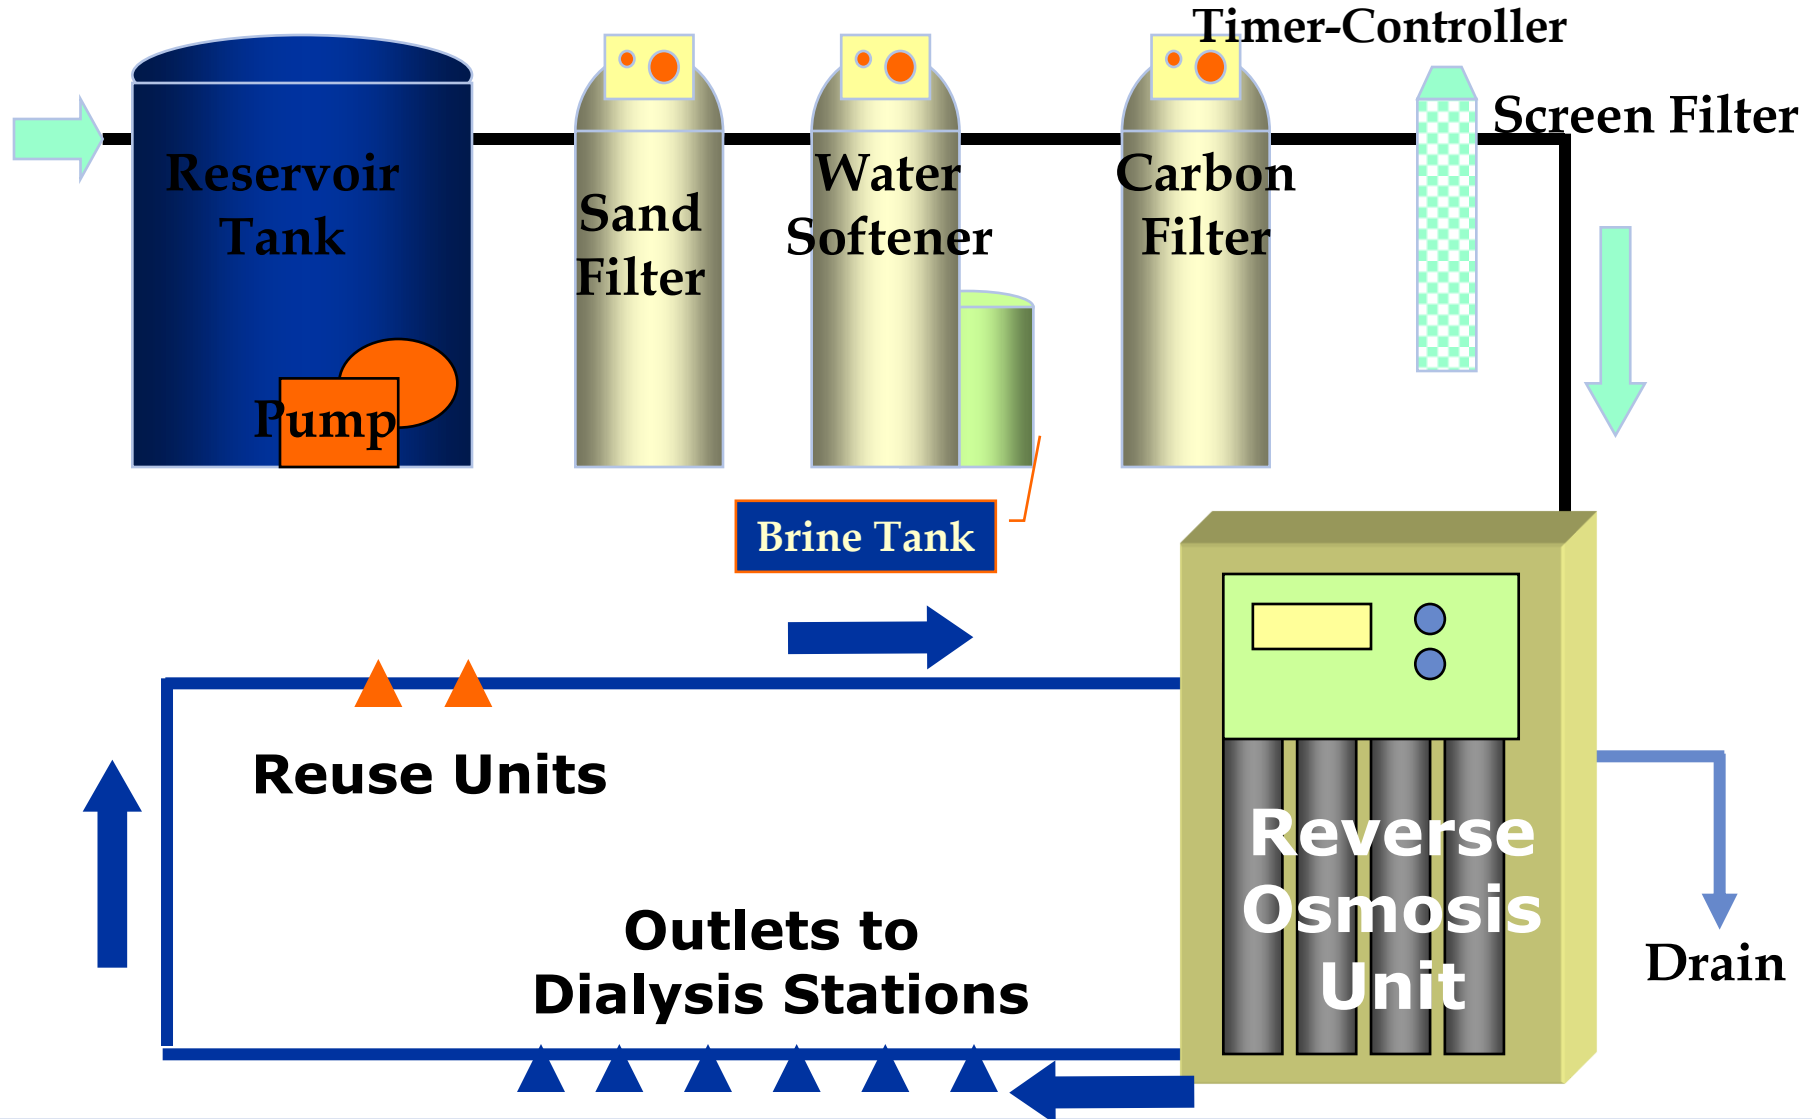 Timer-Controller
Screen Filter
Reservoir
Tank
Pump
Sand
Filter
Water
Softener
Carbon
Filter
Brine Tank
Reuse Units
Outlets to
Dialysis Stations
Reverse
Osmosis
Unit
Drain